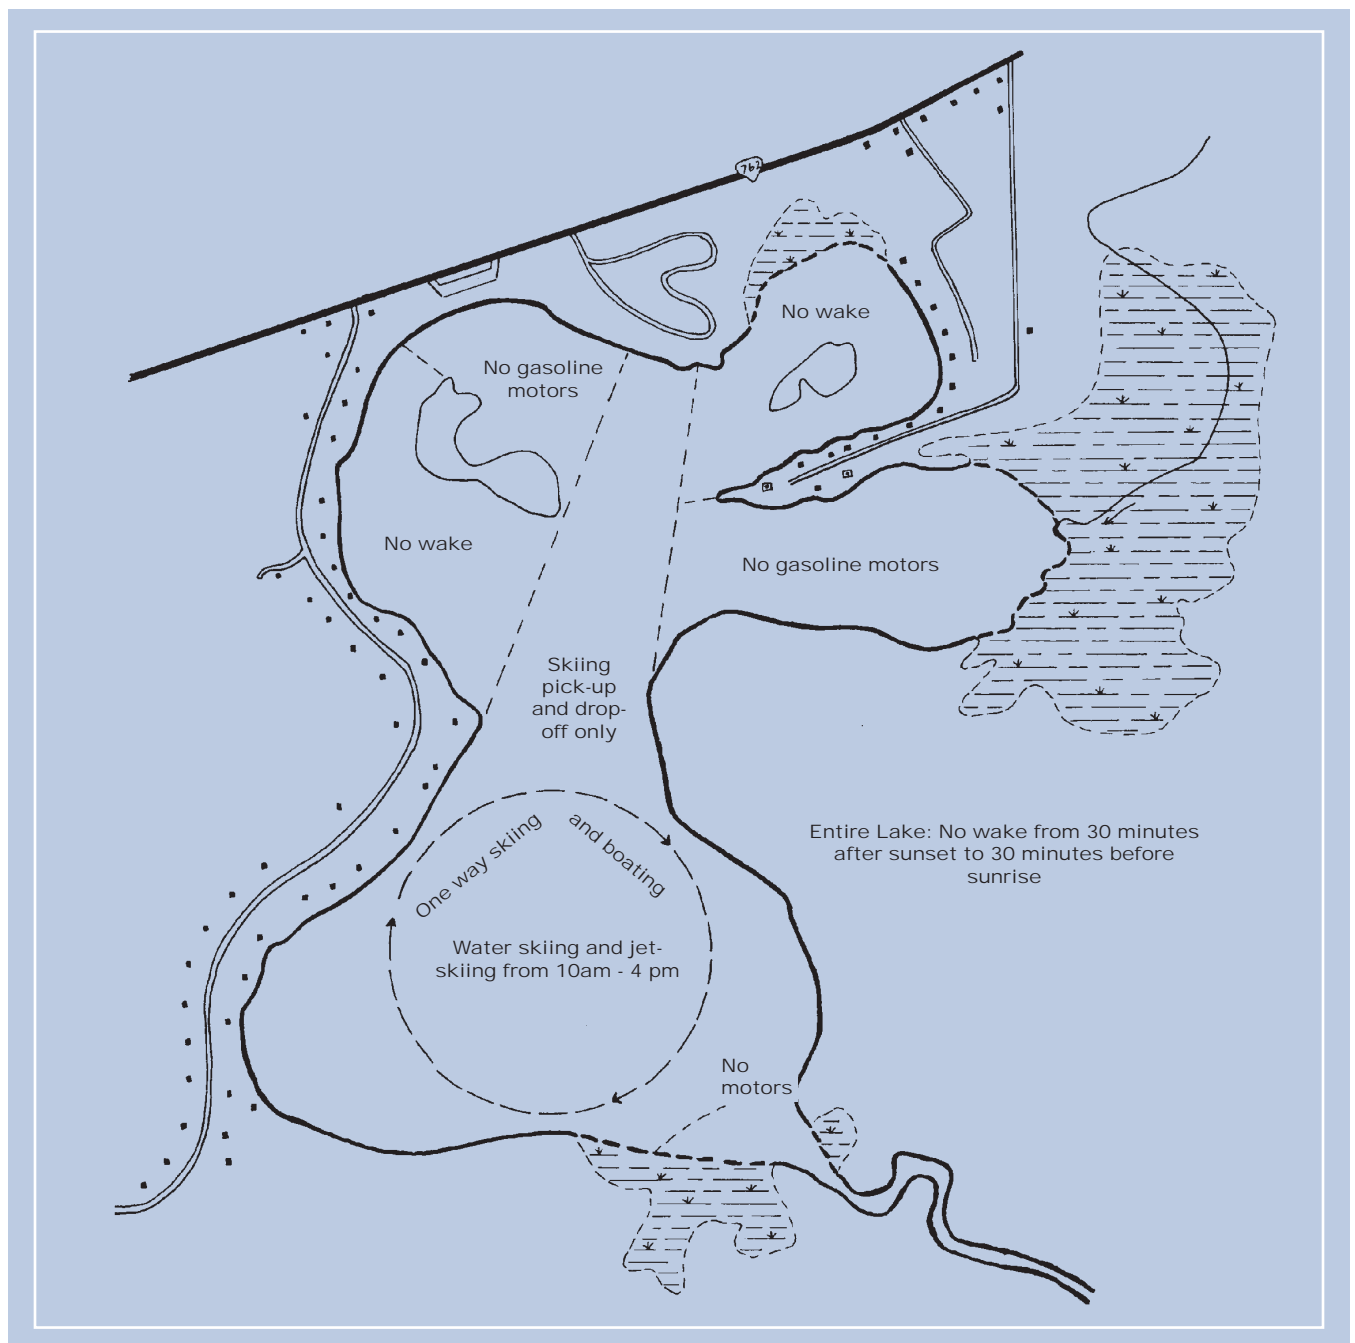 762
No wake
No gasoline
motors
No wake
No gasoline motors
Skiing
pick-up
and drop-
off only
Entire Lake: No wake from 30 minutes
after sunset to 30 minutes before
sunrise
One way skiing
and boating
Water skiing and jet-
skiing from 10am - 4 pm
No
motors